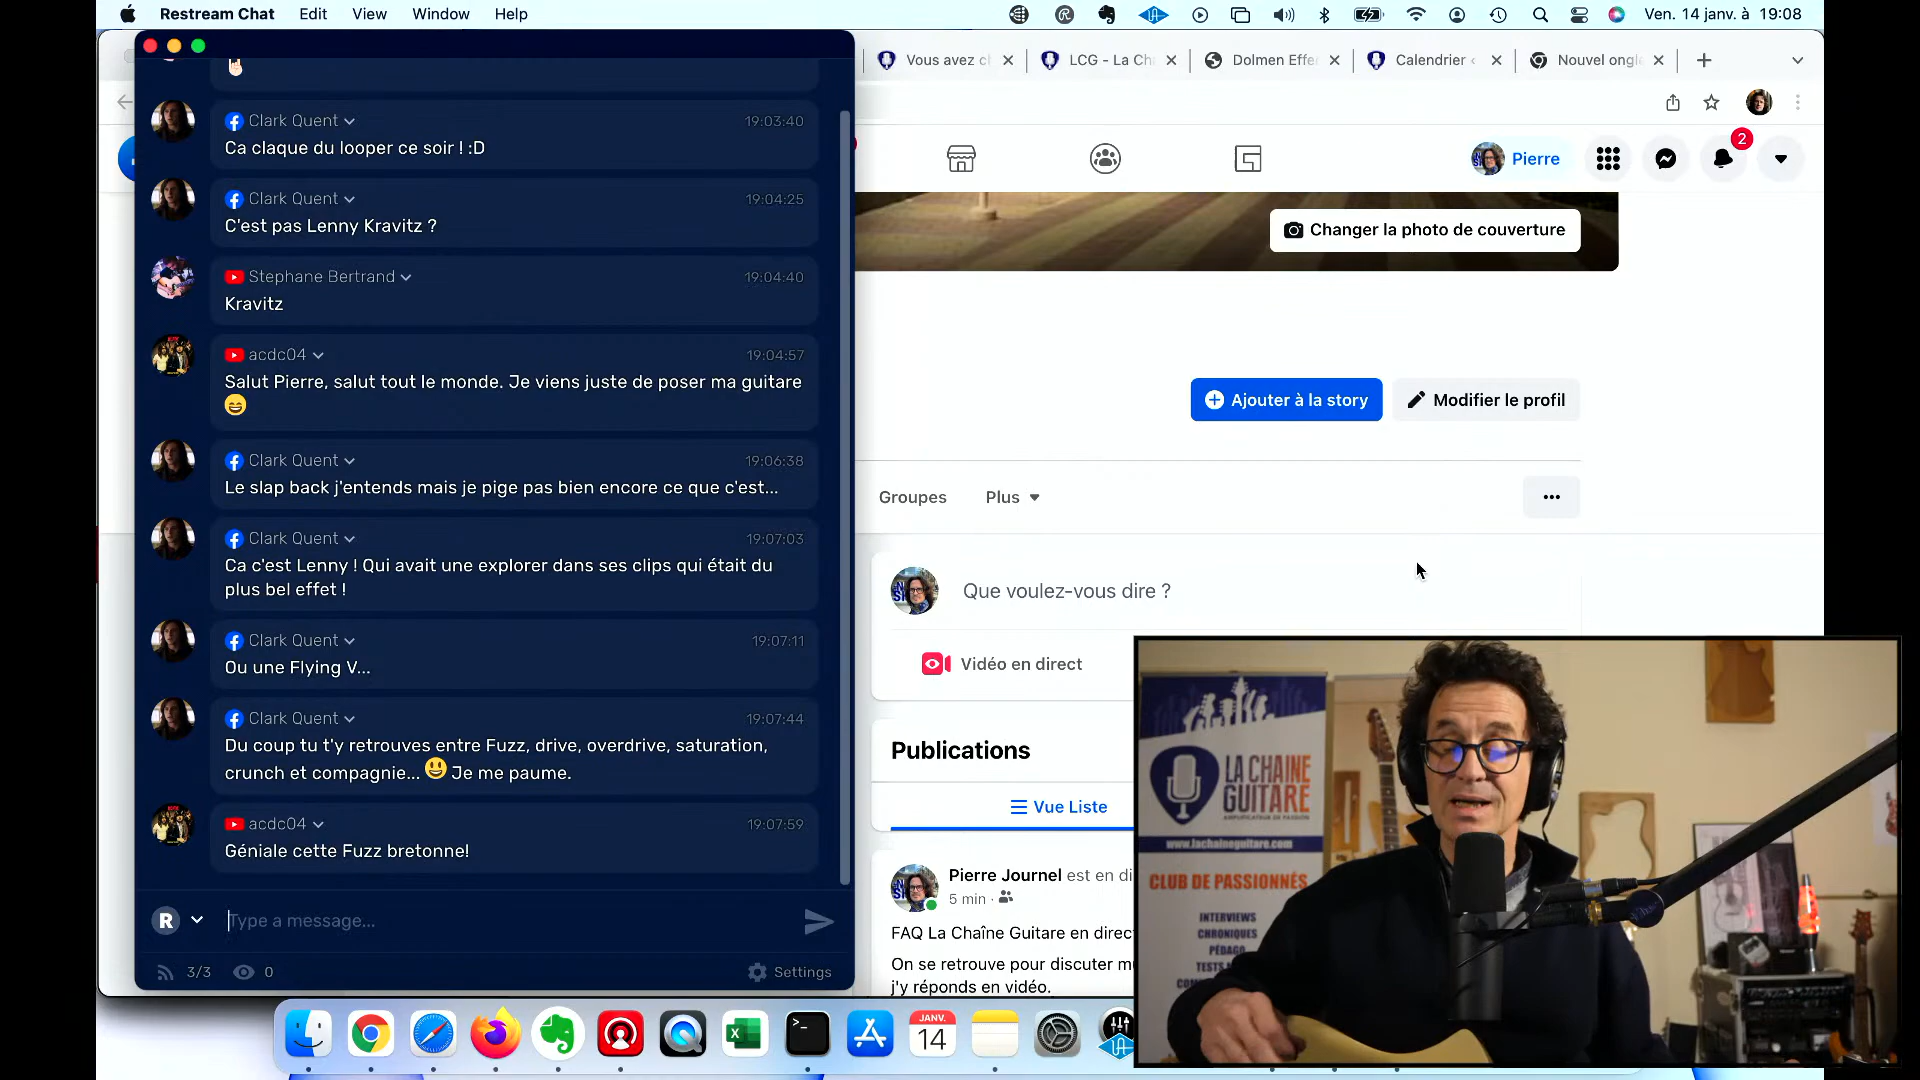 Restream Chat Edit View Window Help
Ven. 14 janv. à 19:08
Vous avez c
LCG - La Ch
Dolmen Effe
Calendrier
Nouvel ongl
Clark Quent 19:03:40
Ca claque du looper ce soir ! :D
Clark Quent 19:04:25
C'est pas Lenny Kravitz ?
Stephane Bertrand 19:04:40
Kravitz
acdc04 19:04:57
Salut Pierre, salut tout le monde. Je viens juste de poser ma guitare
😄
Clark Quent 19:06:38
Le slap back j'entends mais je pige pas bien encore ce que c'est...
Clark Quent 19:07:03
Ca c'est Lenny ! Qui avait une explorer dans ses clips qui était du
plus bel effet !
Clark Quent 19:07:11
Ou une Flying V...
Clark Quent 19:07:44
Du coup tu t'y retrouves entre Fuzz, drive, overdrive, saturation,
crunch et compagnie... 😃 Je me paume.
acdc04 19:07:59
Géniale cette Fuzz bretonne!
R
Type a message...
3/3 0 Settings
Pierre
2
Changer la photo de couverture
Ajouter à la story
Modifier le profil
Groupes Plus
Que voulez-vous dire ?
Vidéo en direct
Publications
Vue Liste
Pierre Journel est en di
5 min
FAQ La Chaîne Guitare en direct
On se retrouve pour discuter m
j'y réponds en vidéo.
JANV.
14
LA CHAINE
GUITARE
AMPLIFICATEUR DE PASSION
www.lachaineguitare.com
CLUB DE PASSIONNÉS
INTERVIEWS
CHRONIQUES
PÉDAGO
TESTS